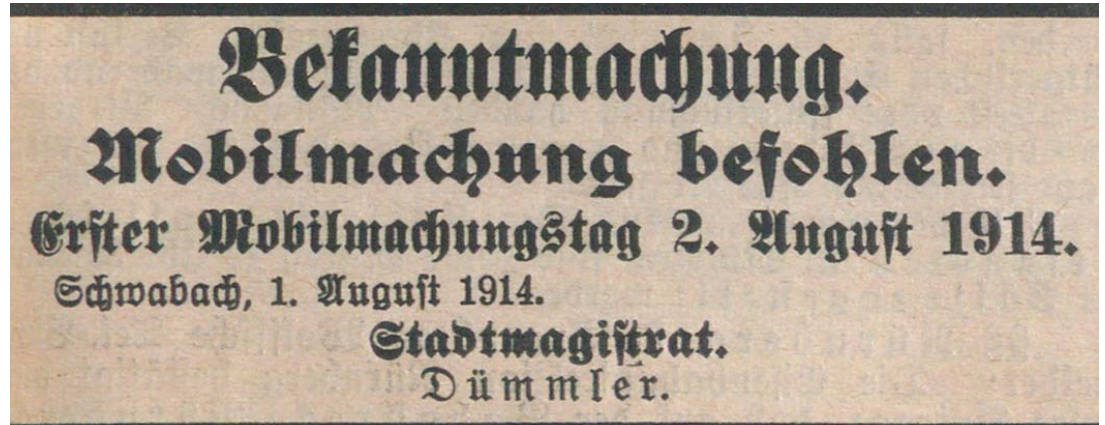 Bekanntmachung.
Mobilmachung befohlen.
Erster Mobilmachungstag 2. August 1914.
Schwabach, 1. August 1914.
Stadtmagistrat.
Dümmler.